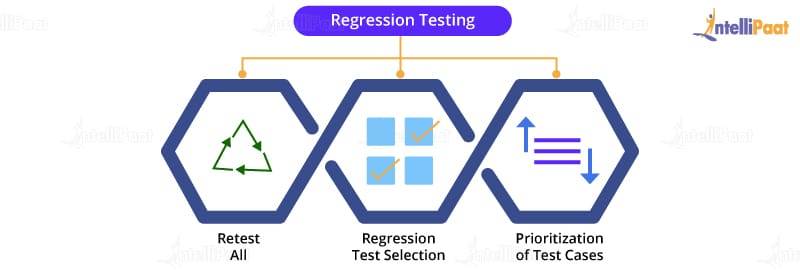 Regression Testing
intelliPaat
Retest
All
Regression
Test Selection
Prioritization
of Test Cases